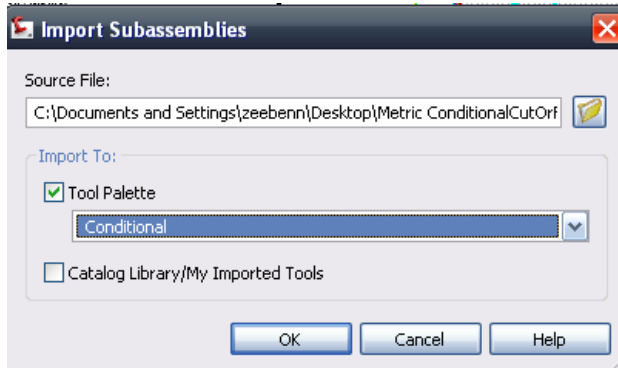 Import Subassemblies
Source File:
C:\Documents and Settings\zeebenn\Desktop\Metric ConditionalCutOrF
Import To:
Tool Palette
Conditional
Catalog Library/My Imported Tools
OK Cancel Help